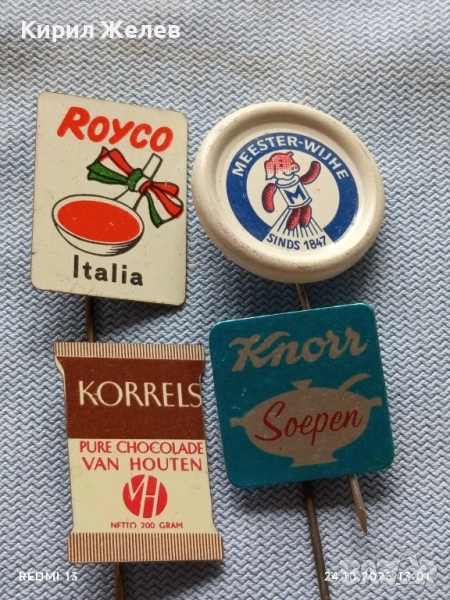 Кирил Желев
ROYCO
Italia
MEESTER-WIJHE
M
SINDS 1847
KORRELS
PURE CHOCOLADE
VAN HOUTEN
VH
NETTO 200 GRAM
Knorr
Soepen
REDMI 13
24.10.2025 13:01